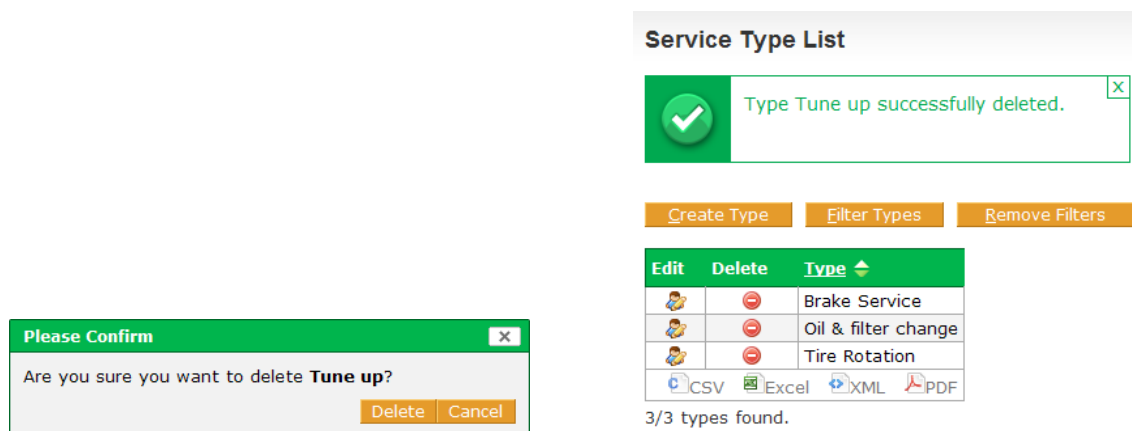 Please Confirm
Are you sure you want to delete Tune up?
Delete Cancel
Service Type List
Type Tune up successfully deleted.
Create Type Filter Types Remove Filters
Edit Delete Type
Brake Service
Oil & filter change
Tire Rotation
CSV Excel XML PDF
3/3 types found.